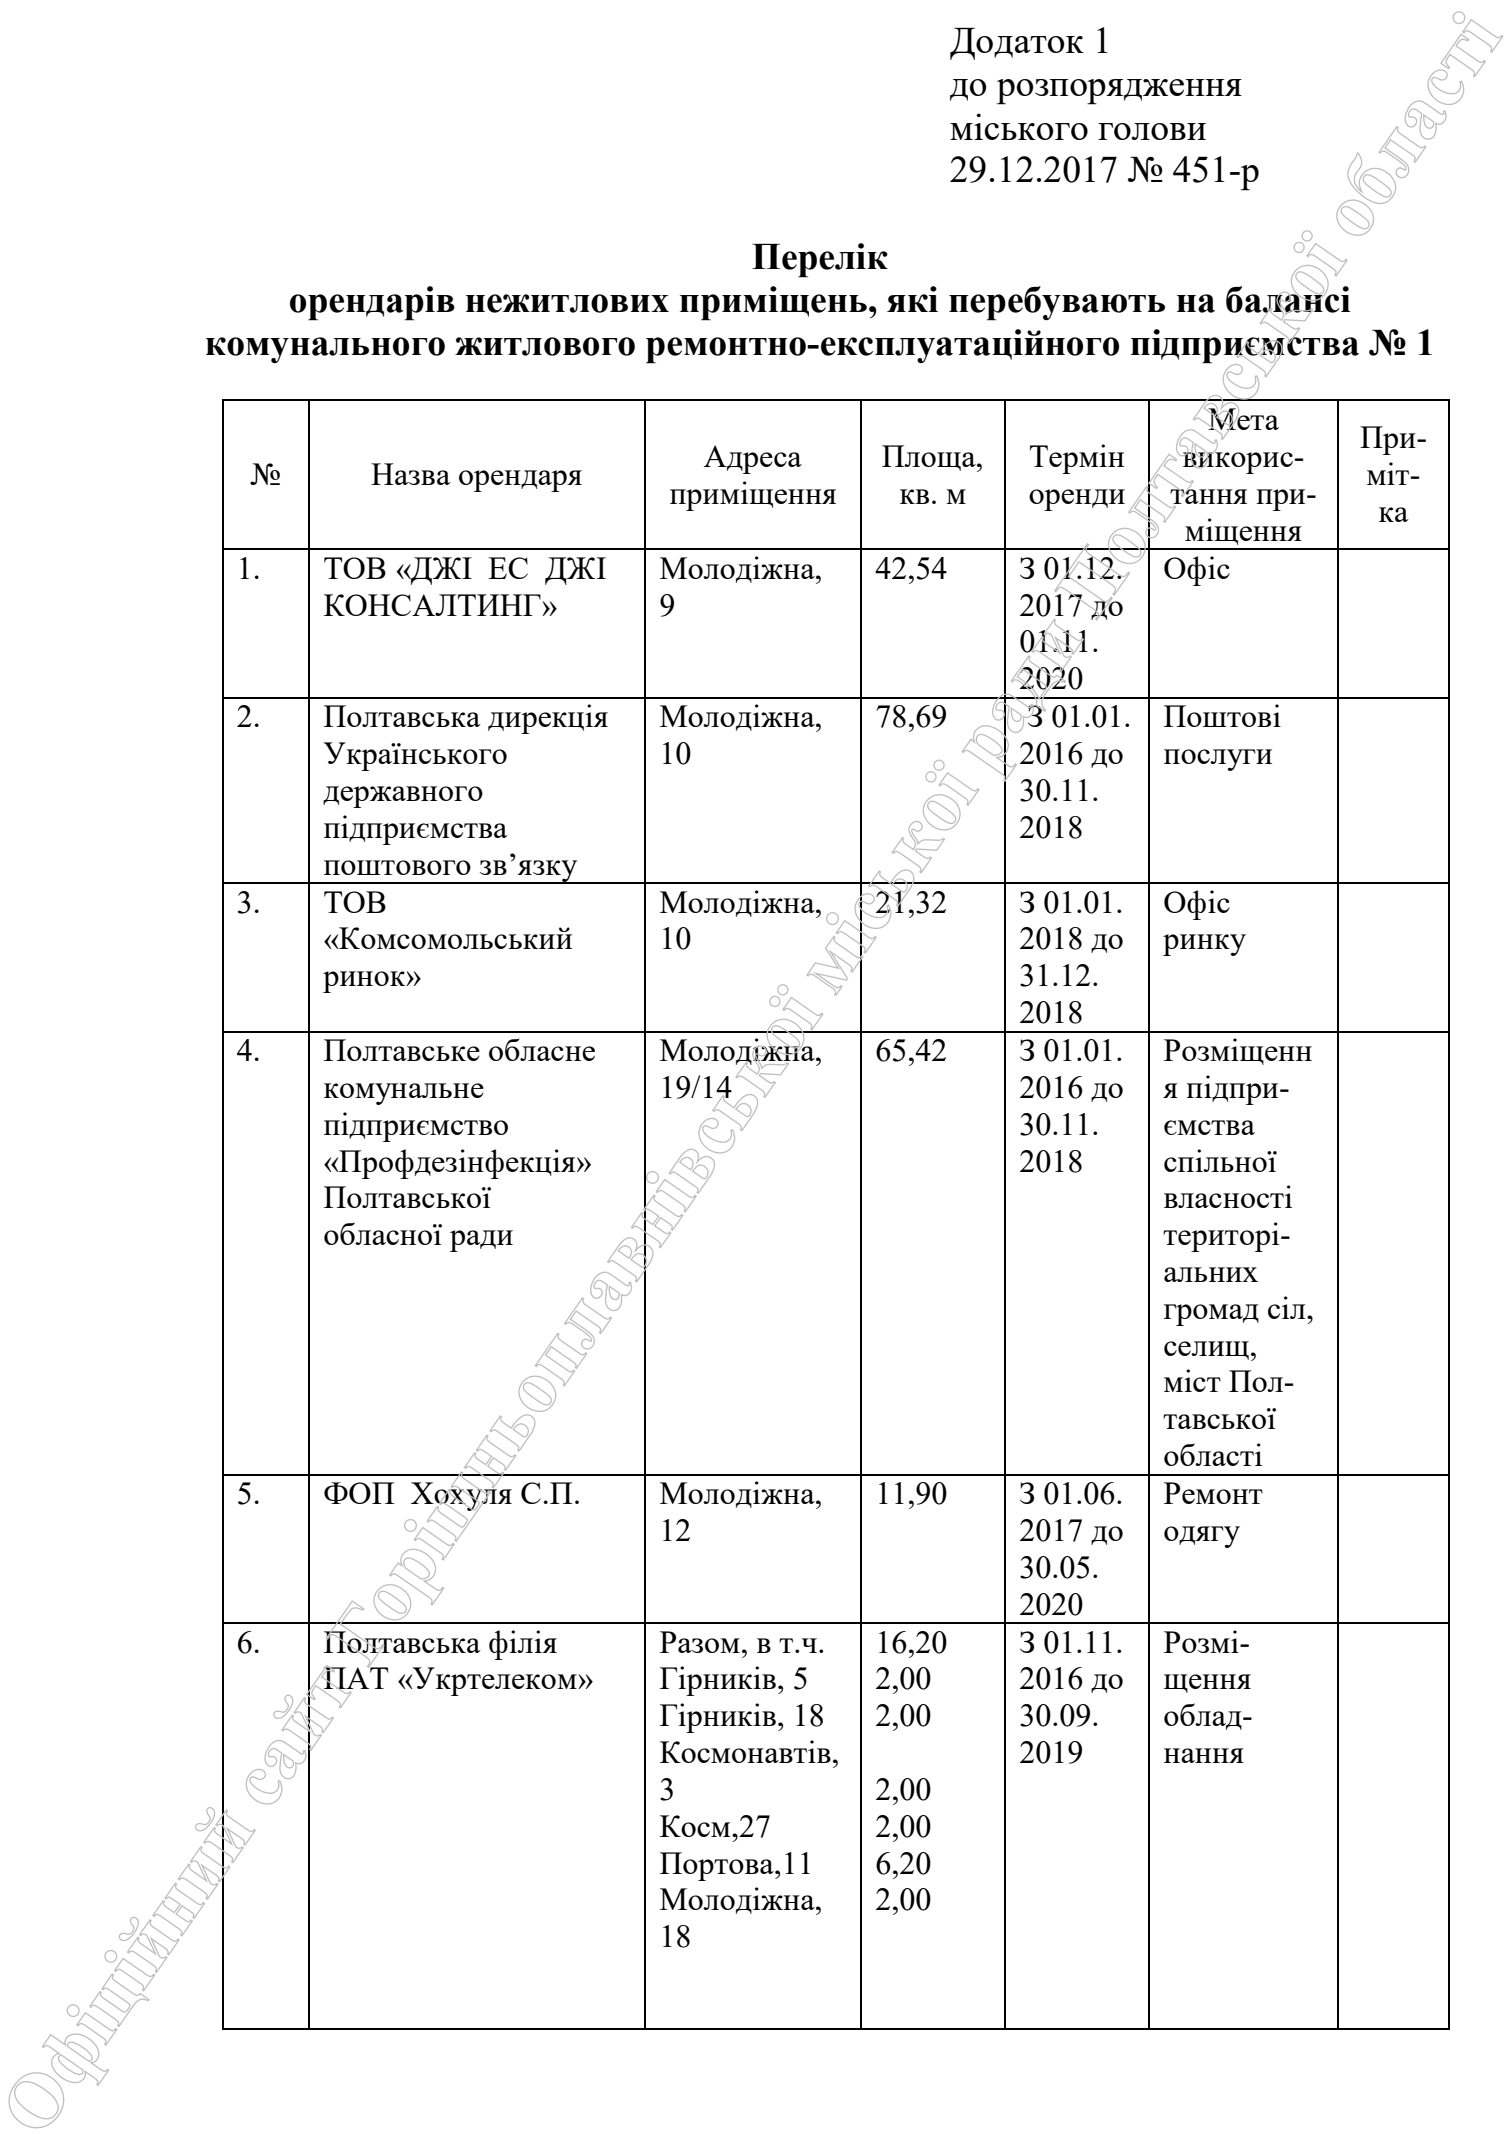 Додаток 1
до розпорядження
міського голови
29.12.2017 № 451-р
Перелік
орендарів нежитлових приміщень, які перебувають на балансі
комунального житлового ремонтно-експлуатаційного підприємства № 1
№
Назва орендаря
Адреса
приміщення
Площа,
кв. м
Термін
оренди
Мета
викорис-
тання при-
міщення
При-
міт-
ка
1.
ТОВ «ДЖІ ЕС ДЖІ
КОНСАЛТИНГ»
Молодіжна,
9
42,54
З 01.12.
2017 до
01.11.
2020
Офіс
2.
Полтавська дирекція
Українського
державного
підприємства
поштового зв’язку
Молодіжна,
10
78,69
З 01.01.
2016 до
30.11.
2018
Поштові
послуги
3.
ТОВ
«Комсомольський
ринок»
Молодіжна,
10
21,32
З 01.01.
2018 до
31.12.
2018
Офіс
ринку
4.
Полтавське обласне
комунальне
підприємство
«Профдезінфекція»
Полтавської
обласної ради
Молодіжна,
19/14
65,42
З 01.01.
2016 до
30.11.
2018
Розміщенн
я підпри-
ємства
спільної
власності
територі-
альних
громад сіл,
селищ,
міст Пол-
тавської
області
5.
ФОП Хохуля С.П.
Молодіжна,
12
11,90
З 01.06.
2017 до
30.05.
2020
Ремонт
одягу
6.
Полтавська філія
ПАТ «Укртелеком»
Разом, в т.ч.
Гірників, 5
Гірників, 18
Космонавтів,
3
Косм,27
Портова,11
Молодіжна,
18
16,20
2,00
2,00
2,00
2,00
6,20
2,00
З 01.11.
2016 до
30.09.
2019
Розмі-
щення
облад-
нання
Офіційний сайт Горішньоплавнівської міської ради Полтавської області